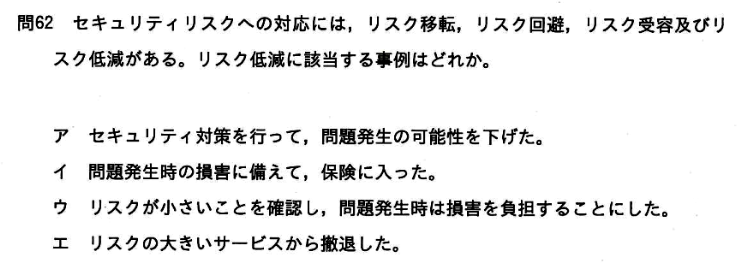 問62 セキュリティリスクへの対応には，リスク移転，リスク回避，リスク受容及びリ
スク低減がある。リスク低減に該当する事例はどれか。
ア セキュリティ対策を行って，問題発生の可能性を下げた。
イ 問題発生時の損害に備えて，保険に入った。
ウ リスクが小さいことを確認し，問題発生時は損害を負担することにした。
エ リスクの大きいサービスから撤退した。